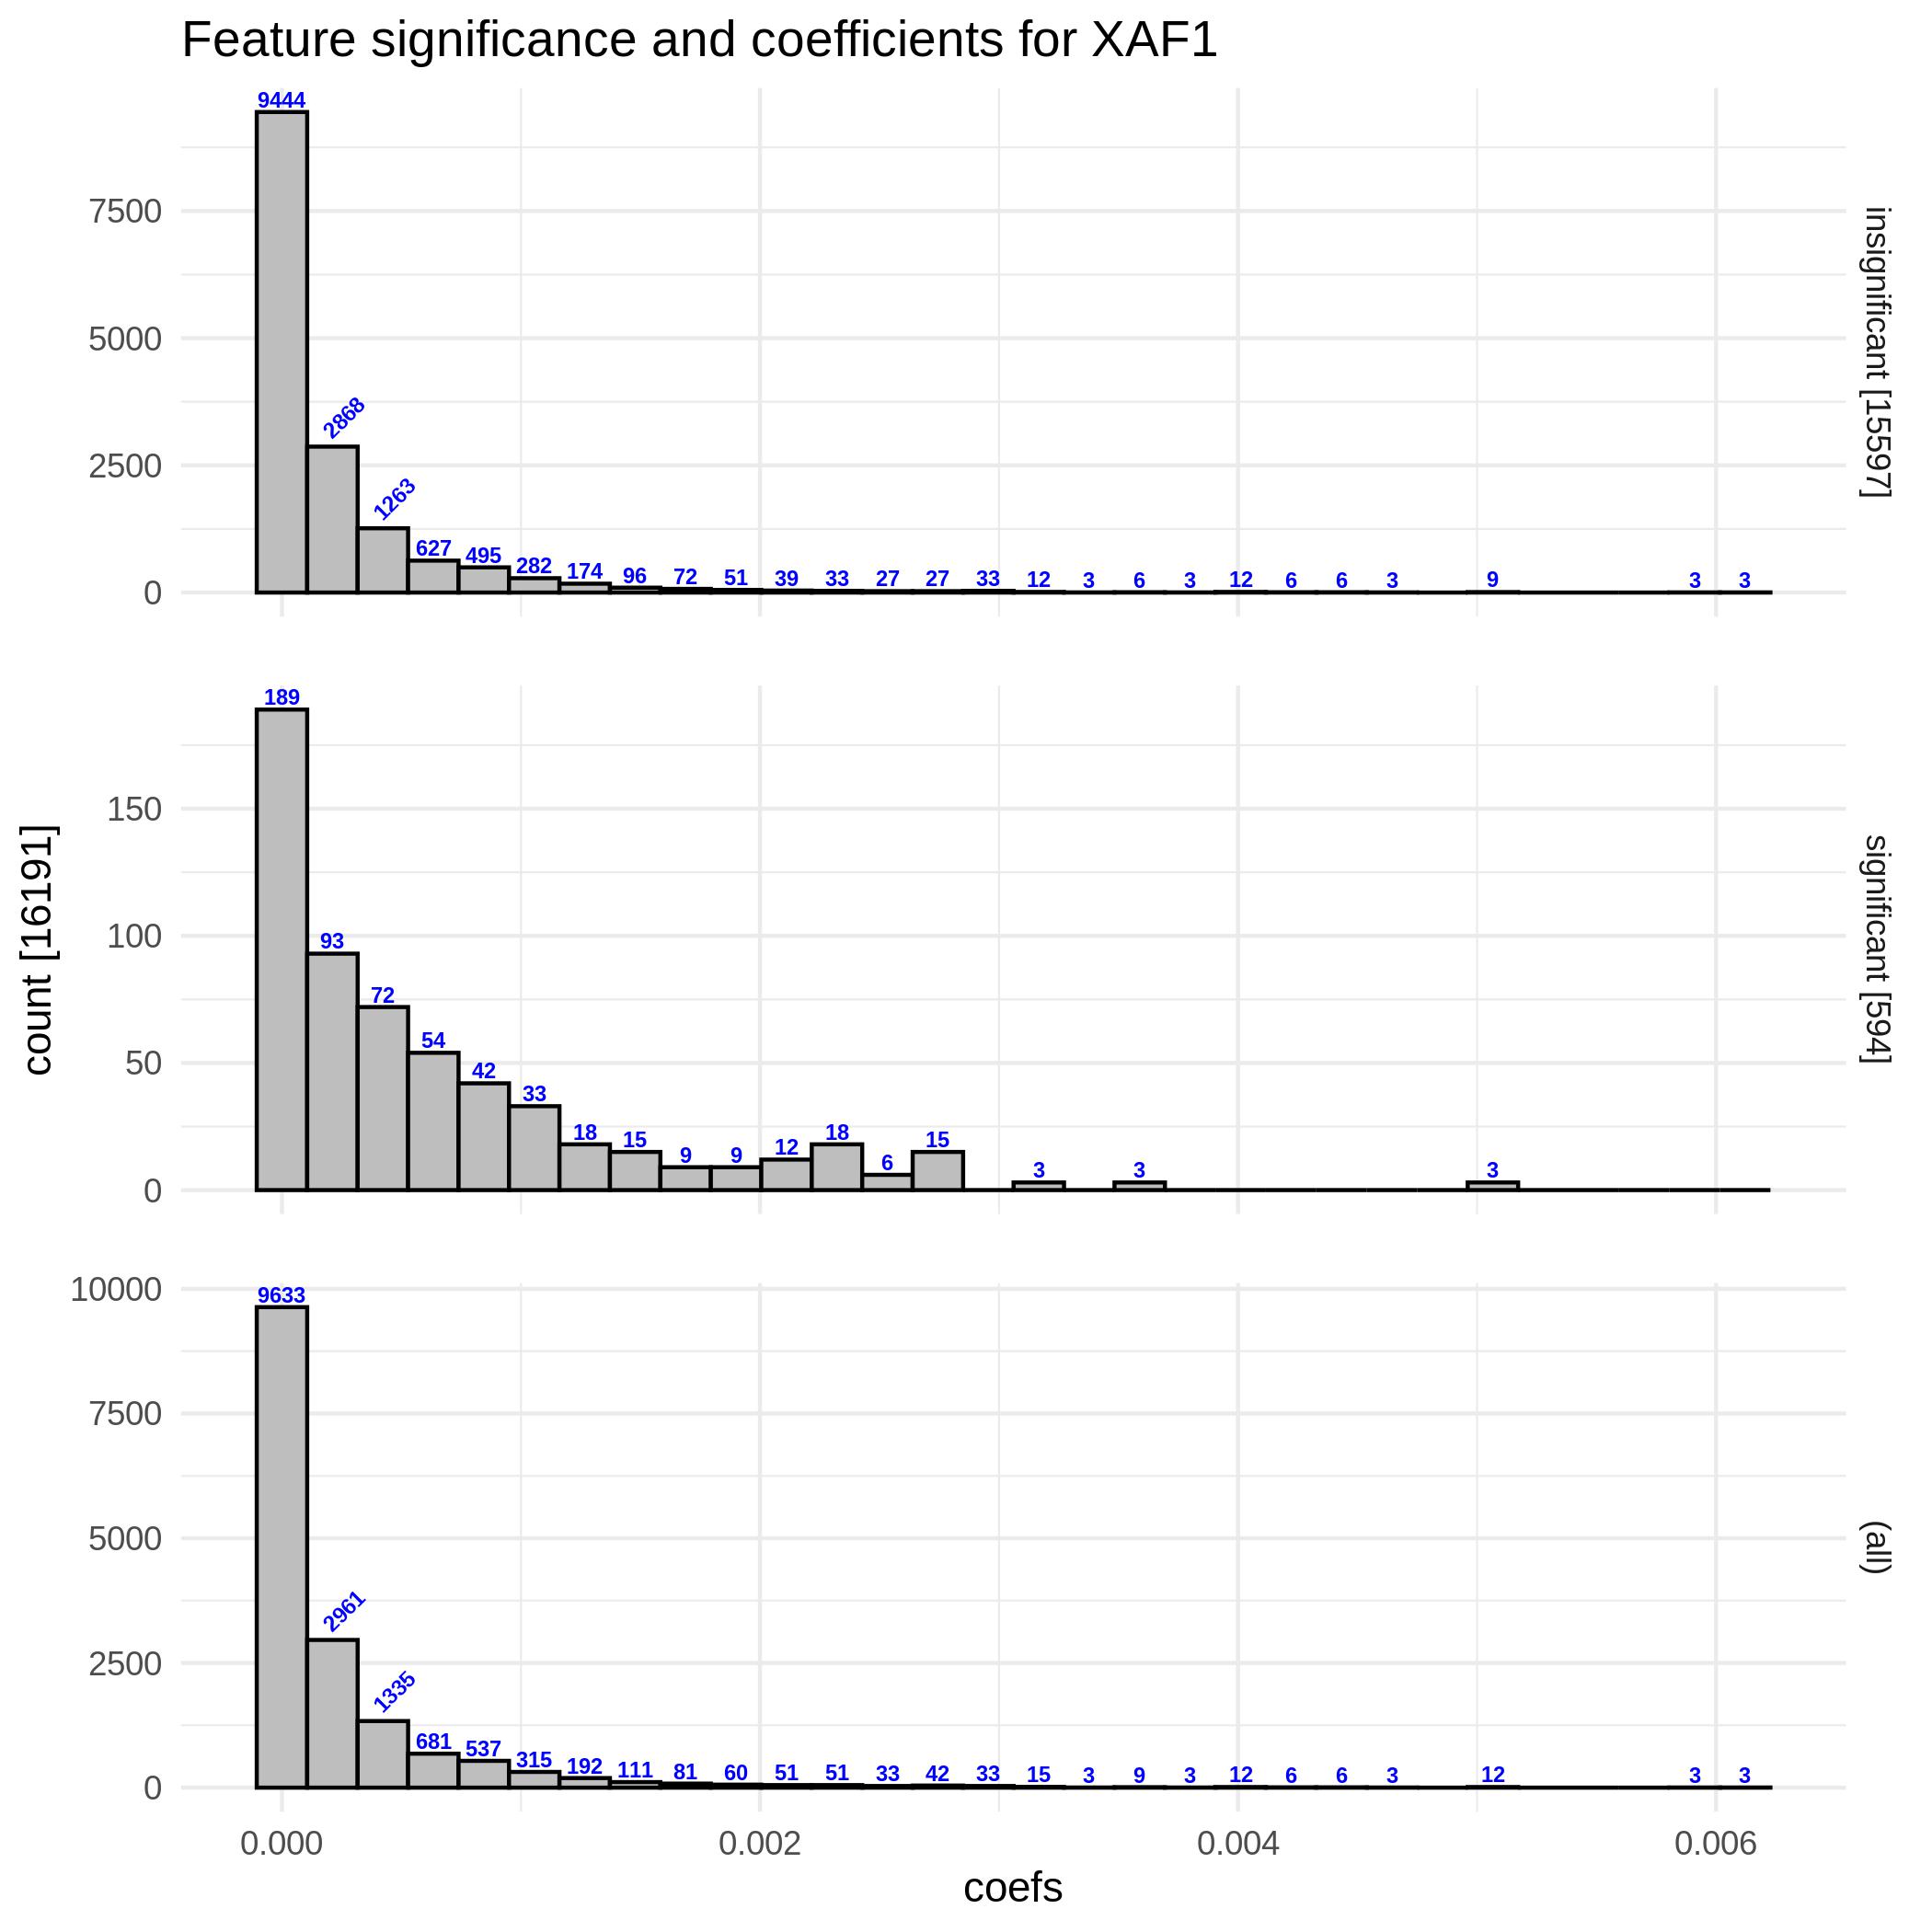 Feature significance and coefficients for XAF1
count [16191]
9444
2868
1263
627 495 282 174 96 72 51 39 33 27 27 33 12 3 6 3 12 6 6 3 9 3 3
7500
5000
2500
0
insignificant [15597]
189
93
72
54
42
33
18 15 9 9 12 18 6 15 3 3 3
150
100
50
0
significant [594]
9633
2961
1335
681 537 315 192 111 81 60 51 51 33 42 33 15 3 9 3 12 6 6 3 12 3 3
10000
7500
5000
2500
0
(all)
0.000 0.002 0.004 0.006
coefs